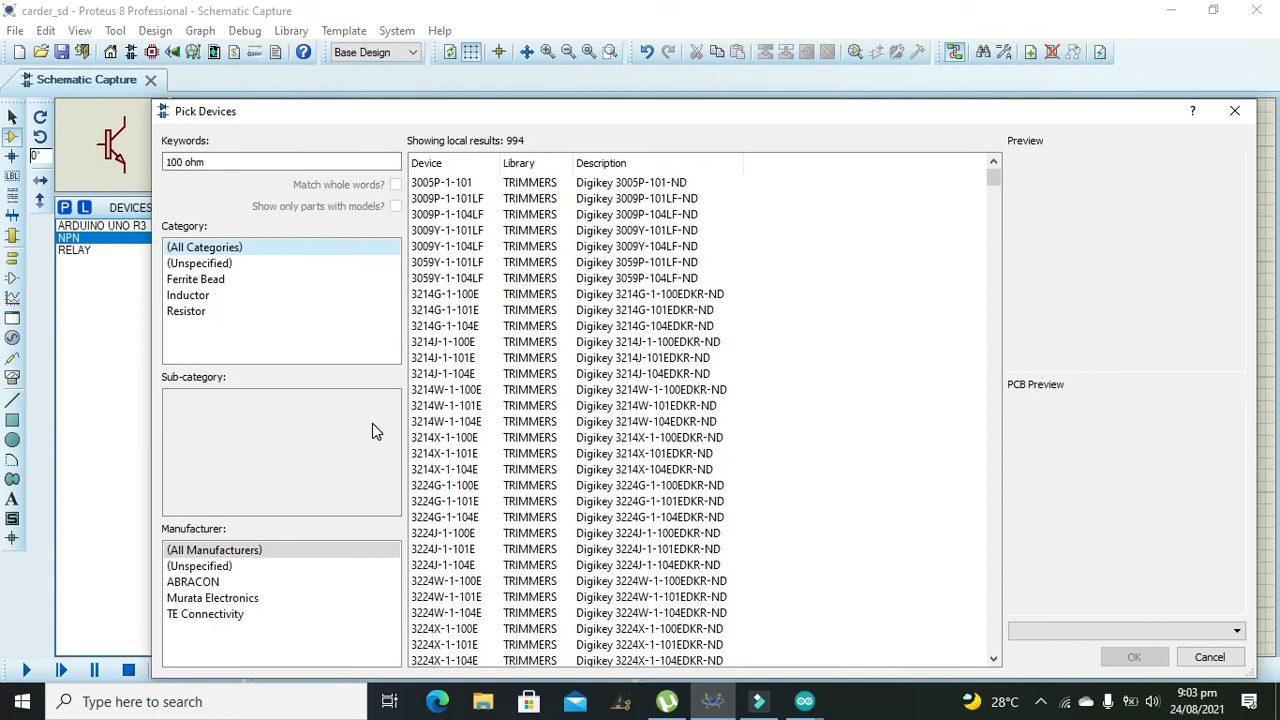 carder_sd - Proteus 8 Professional - Schematic Capture
File Edit View Tool Design Graph Debug Library Template System Help
Base Design
Schematic Capture
Pick Devices
Keywords:
100 ohm
Match whole words?
Show only parts with models?
Category:
(All Categories)
(Unspecified)
Ferrite Bead
Inductor
Resistor
Sub-category:
Manufacturer:
(All Manufacturers)
(Unspecified)
ABRACON
Murata Electronics
TE Connectivity
Showing local results: 994
Device Library Description
3005P-1-101 TRIMMERS Digikey 3005P-101-ND
3009P-1-101LF TRIMMERS Digikey 3009P-101LF-ND
3009P-1-104LF TRIMMERS Digikey 3009P-104LF-ND
3009Y-1-101LF TRIMMERS Digikey 3009Y-101LF-ND
3009Y-1-104LF TRIMMERS Digikey 3009Y-104LF-ND
3059Y-1-101LF TRIMMERS Digikey 3059P-101LF-ND
3059Y-1-104LF TRIMMERS Digikey 3059P-104LF-ND
3214G-1-100E TRIMMERS Digikey 3214G-1-100EDKR-ND
3214G-1-101E TRIMMERS Digikey 3214G-101EDKR-ND
3214G-1-104E TRIMMERS Digikey 3214G-104EDKR-ND
3214J-1-100E TRIMMERS Digikey 3214J-1-100EDKR-ND
3214J-1-101E TRIMMERS Digikey 3214J-101EDKR-ND
3214J-1-104E TRIMMERS Digikey 3214J-104EDKR-ND
3214W-1-100E TRIMMERS Digikey 3214W-1-100EDKR-ND
3214W-1-101E TRIMMERS Digikey 3214W-101EDKR-ND
3214W-1-104E TRIMMERS Digikey 3214W-104EDKR-ND
3214X-1-100E TRIMMERS Digikey 3214X-1-100EDKR-ND
3214X-1-101E TRIMMERS Digikey 3214X-101EDKR-ND
3214X-1-104E TRIMMERS Digikey 3214X-104EDKR-ND
3224G-1-100E TRIMMERS Digikey 3224G-1-100EDKR-ND
3224G-1-101E TRIMMERS Digikey 3224G-1-101EDKR-ND
3224G-1-104E TRIMMERS Digikey 3224G-1-104EDKR-ND
3224J-1-100E TRIMMERS Digikey 3224J-1-100EDKR-ND
3224J-1-101E TRIMMERS Digikey 3224J-1-101EDKR-ND
3224J-1-104E TRIMMERS Digikey 3224J-1-104EDKR-ND
3224W-1-100E TRIMMERS Digikey 3224W-1-100EDKR-ND
3224W-1-101E TRIMMERS Digikey 3224W-1-101EDKR-ND
3224W-1-104E TRIMMERS Digikey 3224W-1-104EDKR-ND
3224X-1-100E TRIMMERS Digikey 3224X-1-100EDKR-ND
3224X-1-101E TRIMMERS Digikey 3224X-1-101EDKR-ND
3224X-1-104E TRIMMERS Digikey 3224X-1-104EDKR-ND
Preview
PCB Preview
OK Cancel
0°
LBL
P L DEVICES
ARDUINO UNO R3
NPN
RELAY
A
Type here to search
28°C
9:03 pm
24/08/2021